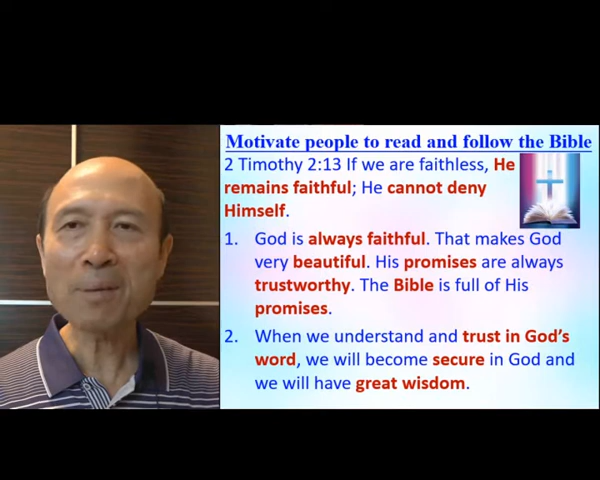 Motivate people to read and follow the Bible
2 Timothy 2:13 If we are faithless, He
remains faithful; He cannot deny
Himself.
1. God is always faithful. That makes God
very beautiful. His promises are always
trustworthy. The Bible is full of His
promises.
2. When we understand and trust in God's
word, we will become secure in God and
we will have great wisdom.